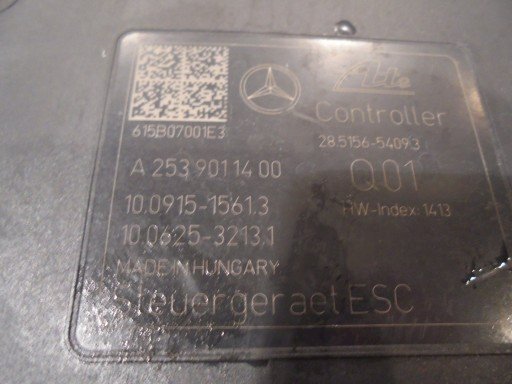 Ate
Controller
615B07001E3
28.5156-5409.3
A 253 901 14 00
Q01
10.0915-1561.3
HW-Index: 1413
10.0625-3213.1
MADE IN HUNGARY
Steuergeraet ESC